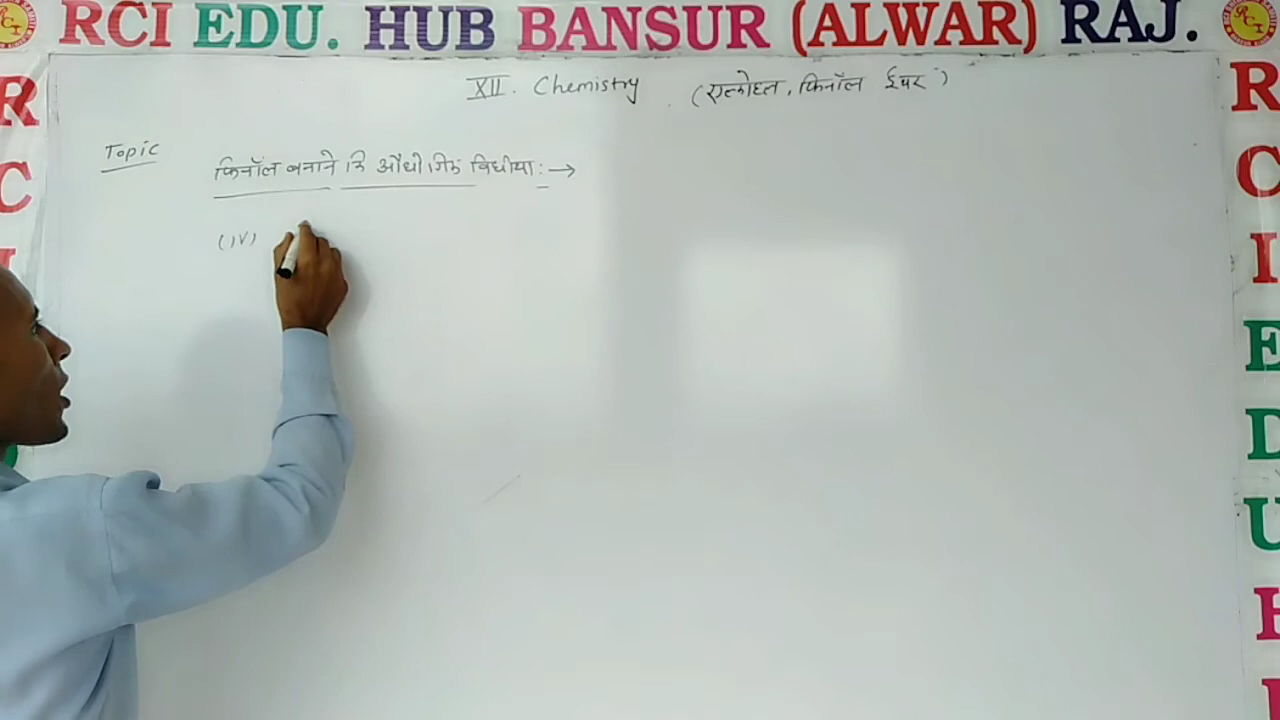 RCI EDU. HUB BANSUR (ALWAR) RAJ.
XII. Chemistry (एल्कोहल, फिनॉल ईथर)
Topic
फिनॉल बनाने कि औधोगिक विधीया :→
(IV)
R
C
I
R
C
I
E
D
U
H